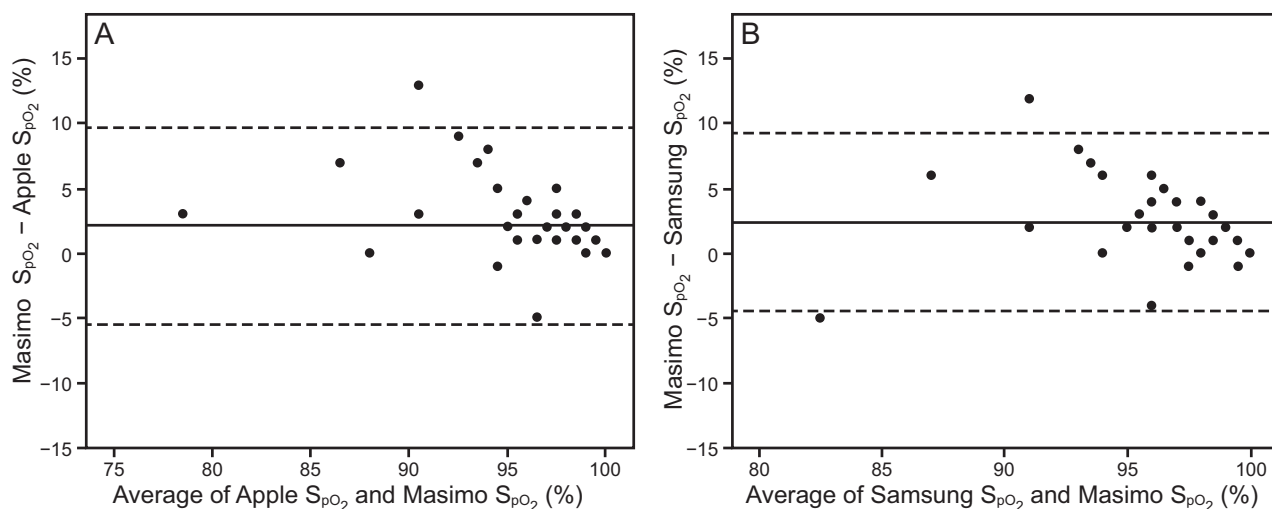 A
Masimo SpO2 − Apple SpO2 (%)
15
10
5
0
−5
−10
−15
75 80 85 90 95 100
Average of Apple SpO2 and Masimo SpO2 (%)
B
Masimo SpO2 − Samsung SpO2 (%)
15
10
5
0
−5
−10
−15
80 85 90 95 100
Average of Samsung SpO2 and Masimo SpO2 (%)